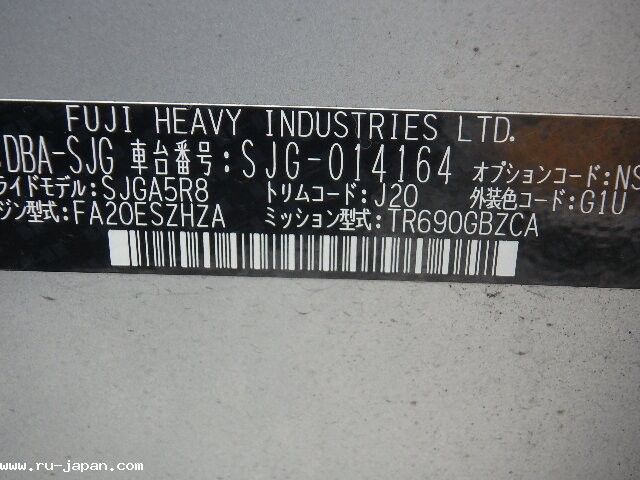 FUJI HEAVY INDUSTRIES LTD.
DBA-SJG 車台番号:SJG-014164 オプションコード:NS
ライドモデル:SJGA5R8 トリムコード:J20 外装色コード:G1U
ジン型式:FA20ESZHZA ミッション型式:TR690GBZCA
www.ru-japan.com